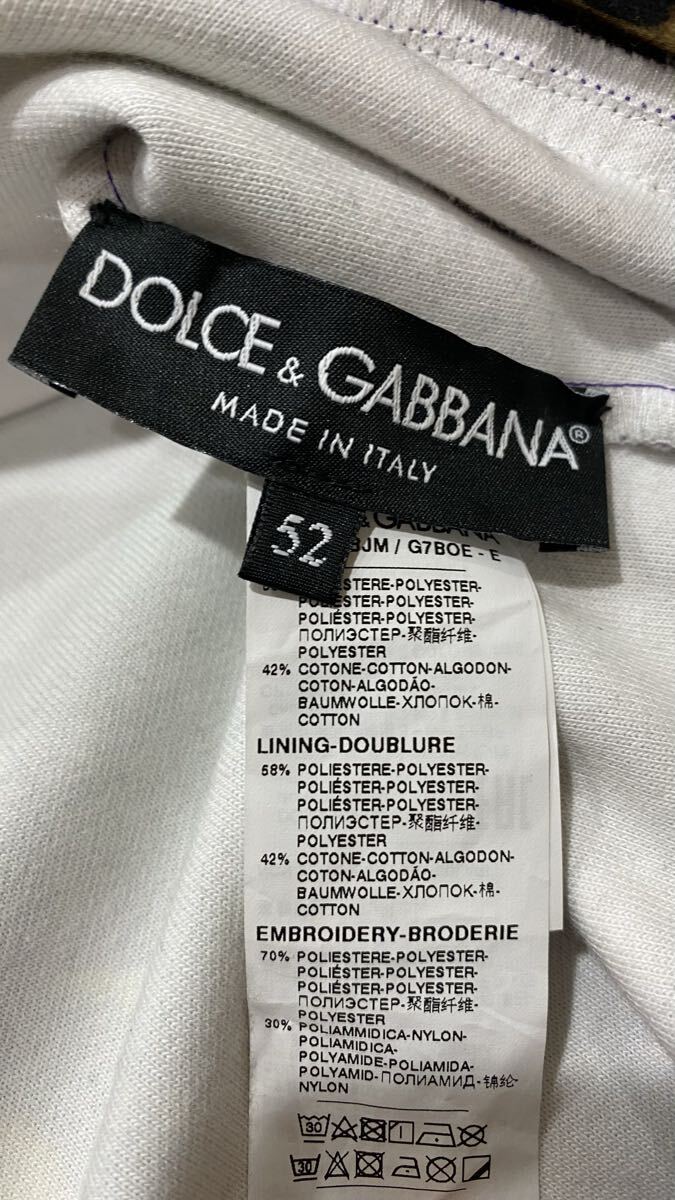 DOLCE & GABBANA®
MADE IN ITALY
52
& GABBANA
BJM / G7BOE - E
POLIESTERE-POLYESTER-
POLIÉSTER-POLYESTER-
POLIÉSTER-POLYESTER-
ПОЛИЭСТЕР-聚酯纤维-
POLYESTER
42% COTONE-COTTON-ALGODON-
COTON-ALGODÃO-
BAUMWOLLE-ХЛОПОК-棉-
COTTON
LINING-DOUBLURE
58% POLIESTERE-POLYESTER-
POLIÉSTER-POLYESTER-
POLIÉSTER-POLYESTER-
ПОЛИЭСТЕР-聚酯纤维-
POLYESTER
42% COTONE-COTTON-ALGODON-
COTON-ALGODÃO-
BAUMWOLLE-ХЛОПОК-棉-
COTTON
EMBROIDERY-BRODERIE
70% POLIESTERE-POLYESTER-
POLIÉSTER-POLYESTER-
POLIÉSTER-POLYESTER-
ПОЛИЭСТЕР-聚酯纤维-
POLYESTER
30% POLIAMMIDICA-NYLON-
POLIAMIDICA-
POLYAMIDE-POLIAMIDA-
POLYAMID-ПОЛИАМИД-锦纶-
NYLON
30
30